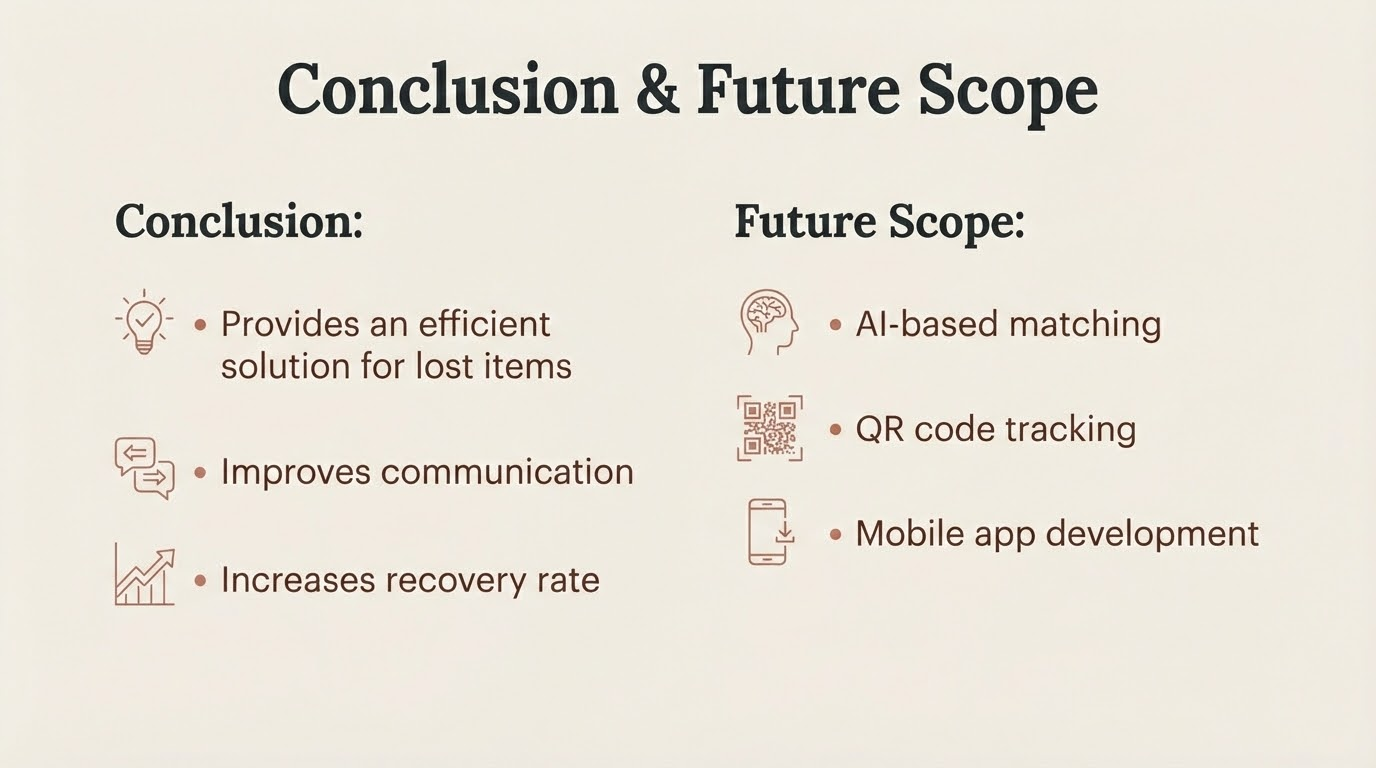 Conclusion & Future Scope
Conclusion:
• Provides an efficient
solution for lost items
• Improves communication
• Increases recovery rate
Future Scope:
• AI-based matching
• QR code tracking
• Mobile app development